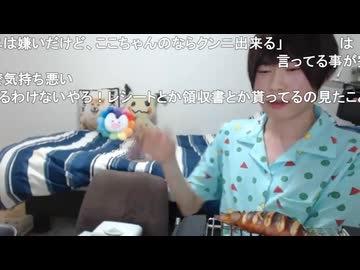 は嫌いだけど、ここちゃんのならクンニ出来る」
は
言ってる事が
気持ち悪い
るわけないやろ！レシートとか領収書とか貰ってるの見たこ